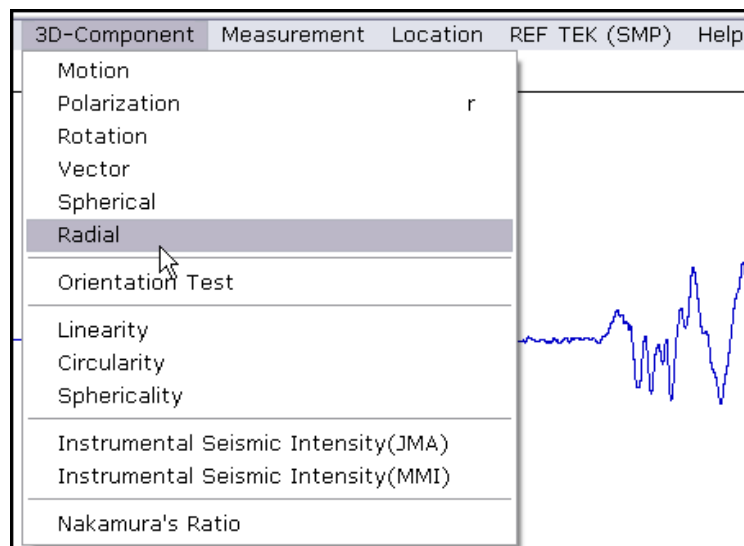 3D-Component Measurement Location REF TEK (SMP) Help
Motion
Polarization r
Rotation
Vector
Spherical
Radial
Orientation Test
Linearity
Circularity
Sphericality
Instrumental Seismic Intensity(JMA)
Instrumental Seismic Intensity(MMI)
Nakamura's Ratio